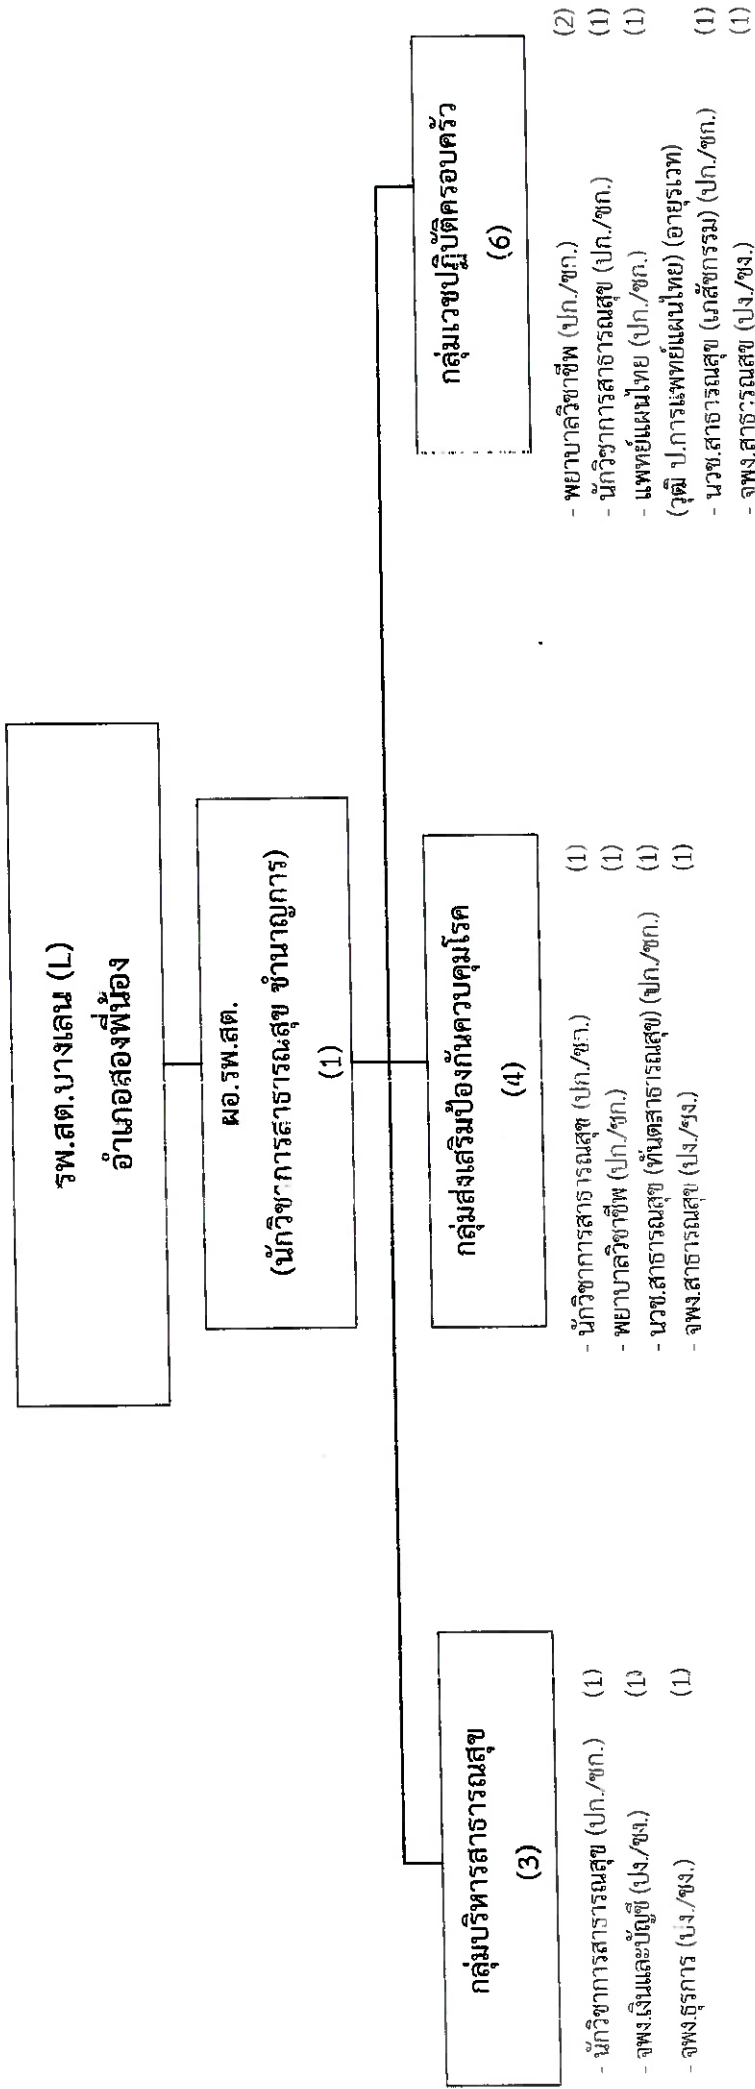 รพ.สต.บางเลน (L)
อำเภอสองพี่น้อง
ผอ.รพ.สต.
(นักวิชาการสาธารณสุข ชำนาญการ)
(1)
กลุ่มบริหารสาธารณสุข
(3)
- นักวิชาการสาธารณสุข (ปก./ชก.) (1)
- จพง.เงินและบัญชี (ปง./ชง.) (1)
- จพง.ธุรการ (ปง./ชง.) (1)
กลุ่มส่งเสริมป้องกันควบคุมโรค
(4)
- นักวิชาการสาธารณสุข (ปก./ชก.) (1)
- พยาบาลวิชาชีพ (ปก./ชก.) (1)
- นวช.สาธารณสุข (ทันตสาธารณสุข) (ปก./ชก.) (1)
- จพง.สาธารณสุข (ปง./ชง.) (1)
กลุ่มเวชปฏิบัติครอบครัว
(6)
- พยาบาลวิชาชีพ (ปก./ชก.) (2)
- นักวิชาการสาธารณสุข (ปก./ชก.) (1)
- แพทย์แผนไทย (ปก./ชก.) (1)
(วุฒิ ป.การแพทย์แผนไทย) (อายุรเวท)
- นวช.สาธารณสุข (เภสัชกรรม) (ปก./ชก.) (1)
- จพง.สาธารณสุข (ปง./ชง.) (1)